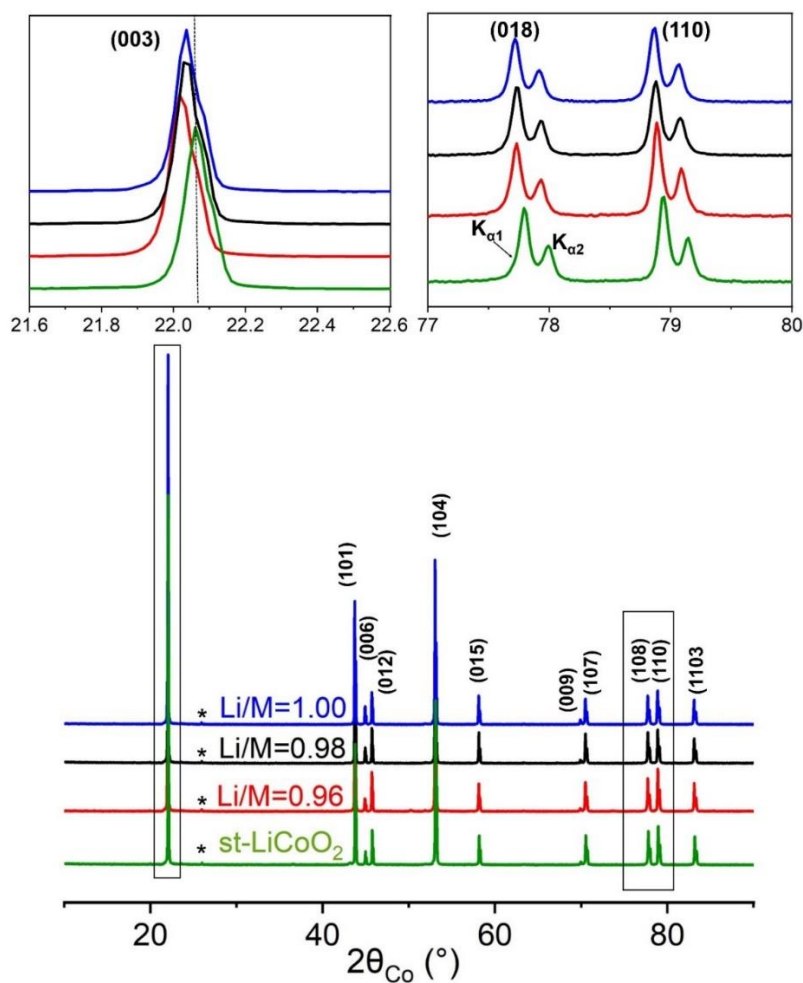 (003)
21.6 21.8 22.0 22.2 22.4 22.6
(018) (110)
Kα1 Kα2
77 78 79 80
(101) (006) (012) (104) (015) (009) (107) (108) (110) (1103)
* Li/M=1.00
* Li/M=0.98
* Li/M=0.96
* st-LiCoO₂
20 40 60 80
2θCo (°)